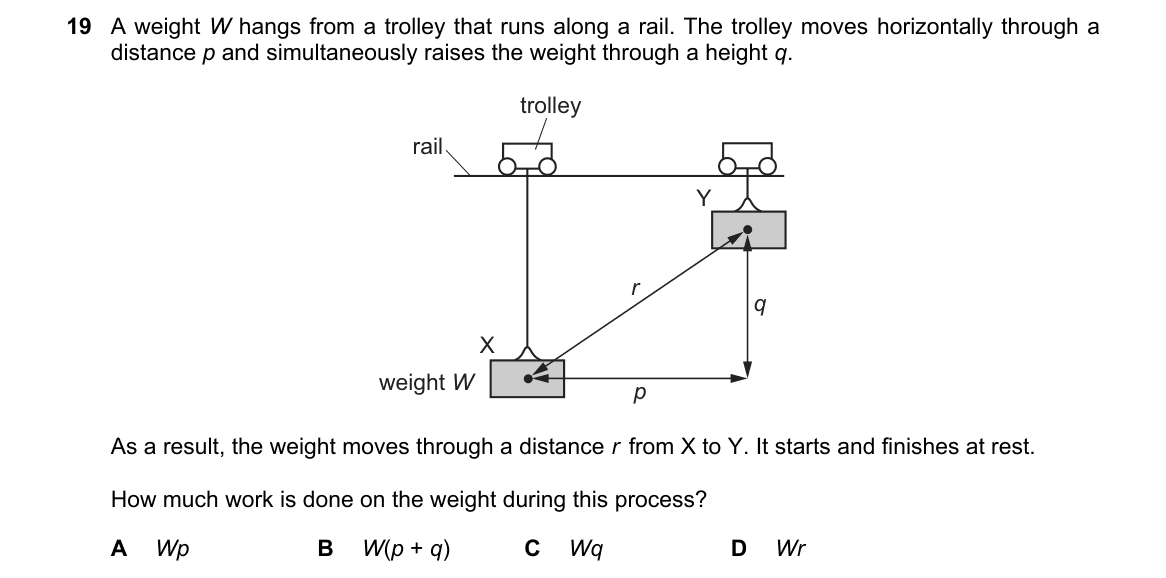 19 A weight W hangs from a trolley that runs along a rail. The trolley moves horizontally through a
distance p and simultaneously raises the weight through a height q.
trolley
rail
Y
r
q
X
weight W
p
As a result, the weight moves through a distance r from X to Y. It starts and finishes at rest.
How much work is done on the weight during this process?
A Wp B W(p + q) C Wq D Wr